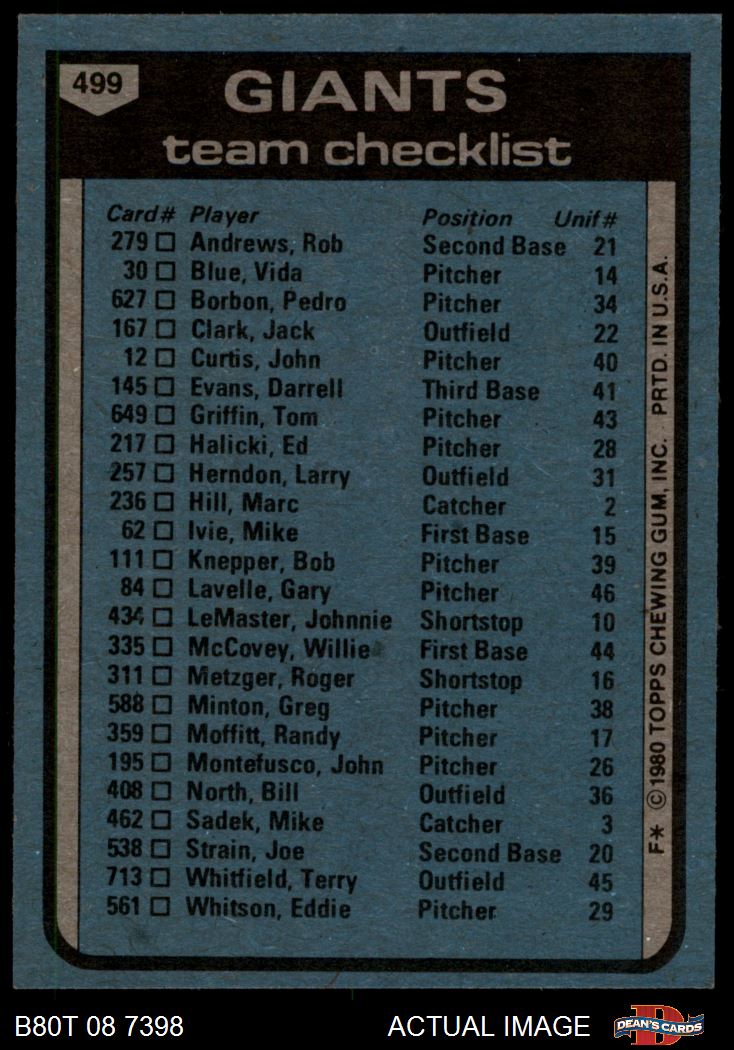 499
GIANTS
team checklist
Card# Player Position Unif#
279 Andrews, Rob Second Base 21
30 Blue, Vida Pitcher 14
627 Borbon, Pedro Pitcher 34
167 Clark, Jack Outfield 22
12 Curtis, John Pitcher 40
145 Evans, Darrell Third Base 41
649 Griffin, Tom Pitcher 43
217 Halicki, Ed Pitcher 28
257 Herndon, Larry Outfield 31
236 Hill, Marc Catcher 2
62 Ivie, Mike First Base 15
111 Knepper, Bob Pitcher 39
84 Lavelle, Gary Pitcher 46
434 LeMaster, Johnnie Shortstop 10
335 McCovey, Willie First Base 44
311 Metzger, Roger Shortstop 16
588 Minton, Greg Pitcher 38
359 Moffitt, Randy Pitcher 17
195 Montefusco, John Pitcher 26
408 North, Bill Outfield 36
462 Sadek, Mike Catcher 3
538 Strain, Joe Second Base 20
713 Whitfield, Terry Outfield 45
561 Whitson, Eddie Pitcher 29
F* © 1980 TOPPS CHEWING GUM, INC. PRTD. IN U.S.A.
B80T 08 7398 ACTUAL IMAGE
D
DEAN'S CARDS